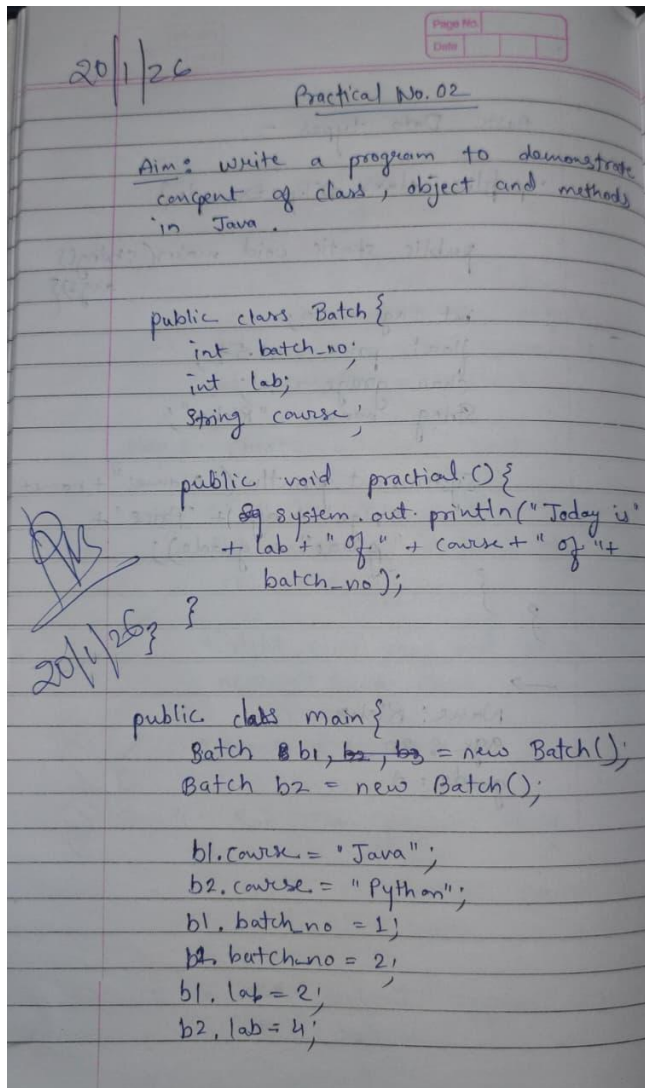 Page No.
Date
20/1/26
Practical No. 02
Aim: Write a program to demonstrate
concpent of class, object and methods
in Java.
public class Batch {
int batch_no;
int lab;
String course;
public void practial () {
System.out.println("Today is"
+ lab + " of " + course + " of "+
batch_no);
}
20/1/26 }
public class main {
Batch b1, b2, b3 = new Batch();
Batch b2 = new Batch();
b1.course = "Java";
b2.course = "Python";
b1.batch_no = 1;
b2.batch_no = 2;
b1.lab = 2;
b2.lab = 4;